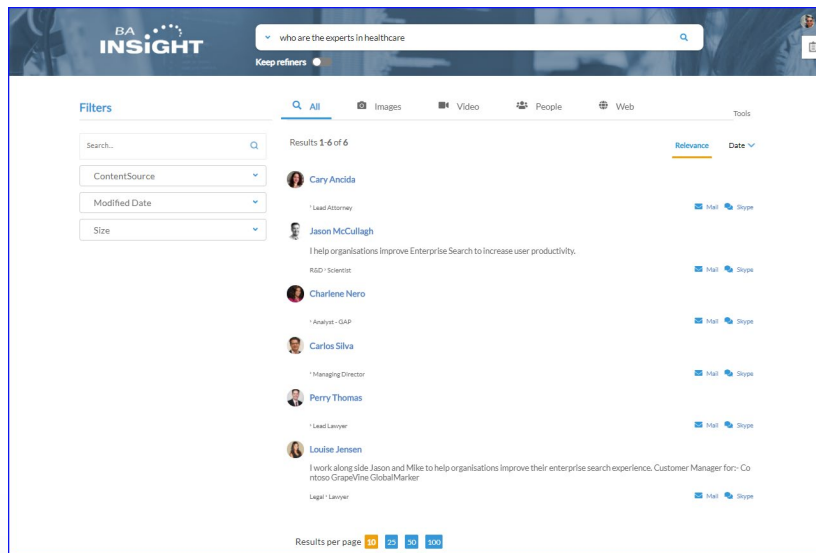 BA
INSiGHT
who are the experts in healthcare
Keep refiners
Filters
All Images Video People Web
Tools
Search...
Results 1-6 of 6
Relevance Date
ContentSource
Modified Date
Size
Cary Ancida
Lead Attorney
Mail Skype
Jason McCullagh
I help organisations improve Enterprise Search to increase user productivity.
R&D · Scientist
Mail Skype
Charlene Nero
Analyst - GAP
Mail Skype
Carlos Silva
Managing Director
Mail Skype
Perry Thomas
Lead Lawyer
Mail Skype
Louise Jensen
I work along side Jason and Mike to help organisations improve their enterprise search experience. Customer Manager for:- Co
ntoso GrapeVine GlobalMarker
Legal · Lawyer
Mail Skype
Results per page 10 25 50 100